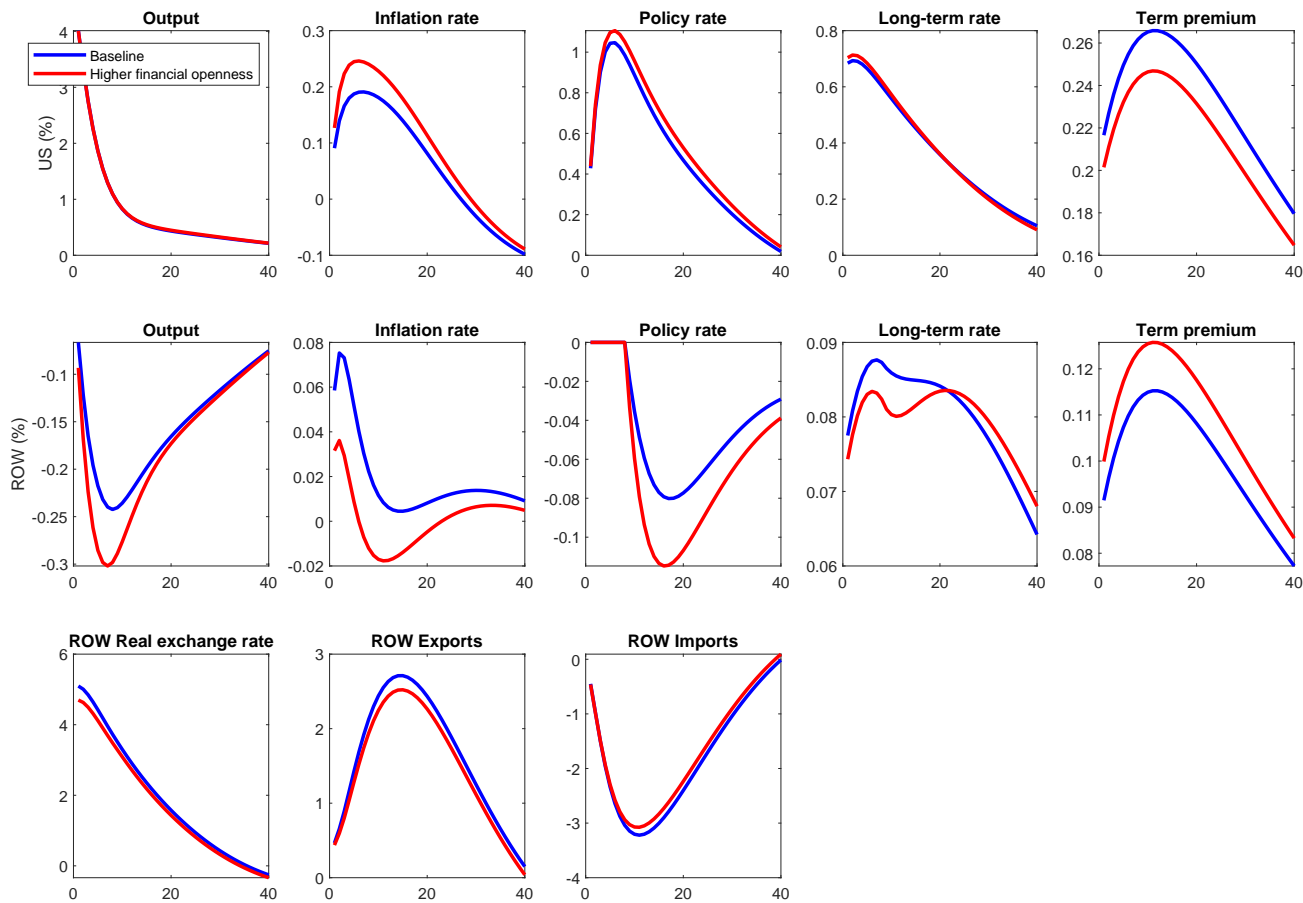 Output
Inflation rate
Policy rate
Long-term rate
Term premium
Baseline
Higher financial openness
US (%)
4
3
2
1
0
0 20 40
0.3
0.2
0.1
0
-0.1
0 20 40
1
0.8
0.6
0.4
0.2
0
0 20 40
0.8
0.6
0.4
0.2
0
0 20 40
0.26
0.24
0.22
0.2
0.18
0.16
0 20 40
Output
Inflation rate
Policy rate
Long-term rate
Term premium
ROW (%)
-0.1
-0.15
-0.2
-0.25
-0.3
0 20 40
0.08
0.06
0.04
0.02
0
-0.02
0 20 40
0
-0.02
-0.04
-0.06
-0.08
-0.1
0 20 40
0.09
0.08
0.07
0.06
0 20 40
0.12
0.11
0.1
0.09
0.08
0 20 40
ROW Real exchange rate
ROW Exports
ROW Imports
6
4
2
0
0 20 40
3
2
1
0
0 20 40
0
-1
-2
-3
-4
0 20 40